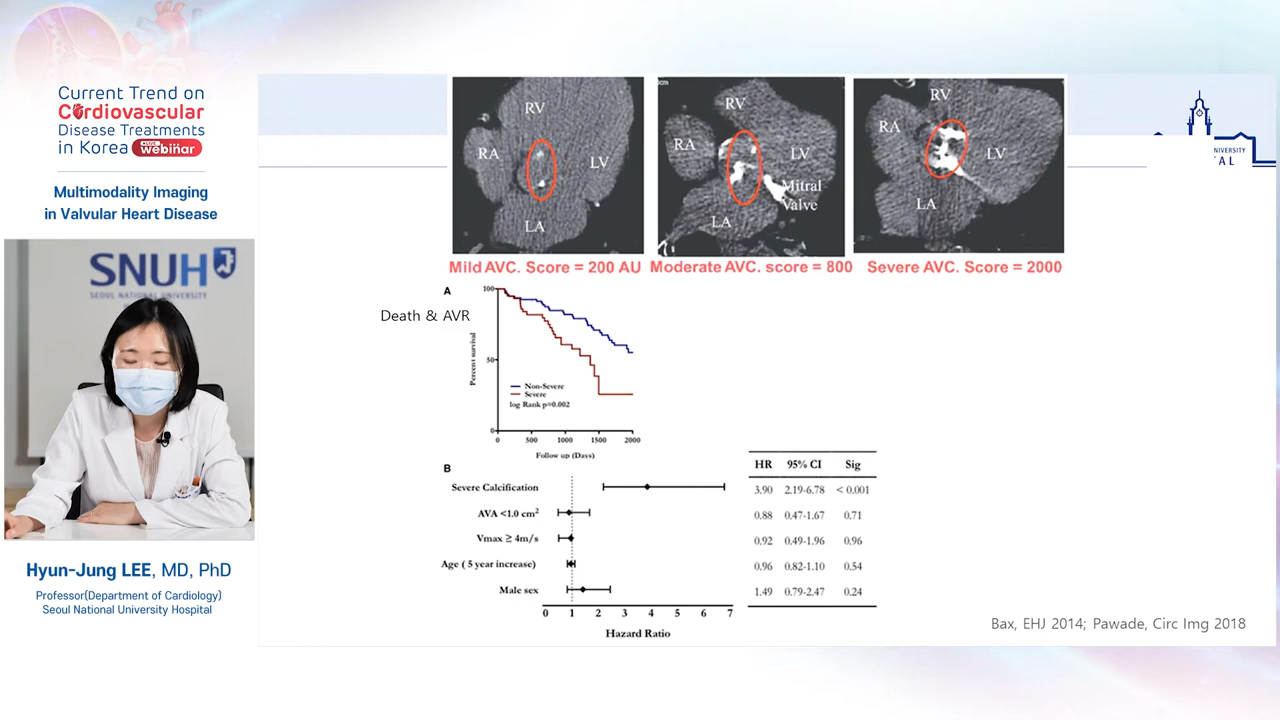 Current Trend on
Cardiovascular
Disease Treatments
in Korea LIVE webinar
Multimodality Imaging
in Valvular Heart Disease
SNUH
SEOUL NATIONAL UNIVERSITY
Hyun-Jung LEE, MD, PhD
Professor(Department of Cardiology)
Seoul National University Hospital
RV
RA
LV
LA
Mild AVC. Score = 200 AU
RV
RA
LV
Mitral
Valve
LA
Moderate AVC. score = 800
RV
RA
LV
LA
Severe AVC. Score = 2000
NIVERSITY
AL
A
Death & AVR
Percent survival
100
50
0
Non-Severe
Severe
log Rank p=0.002
0 500 1000 1500 2000
Follow up (Days)
B
HR 95% CI Sig
Severe Calcification 3.90 2.19-6.78 < 0.001
AVA <1.0 cm² 0.88 0.47-1.67 0.71
Vmax ≥ 4m/s 0.92 0.49-1.96 0.96
Age ( 5 year increase) 0.96 0.82-1.10 0.54
Male sex 1.49 0.79-2.47 0.24
0 1 2 3 4 5 6 7
Hazard Ratio
Bax, EHJ 2014; Pawade, Circ Img 2018